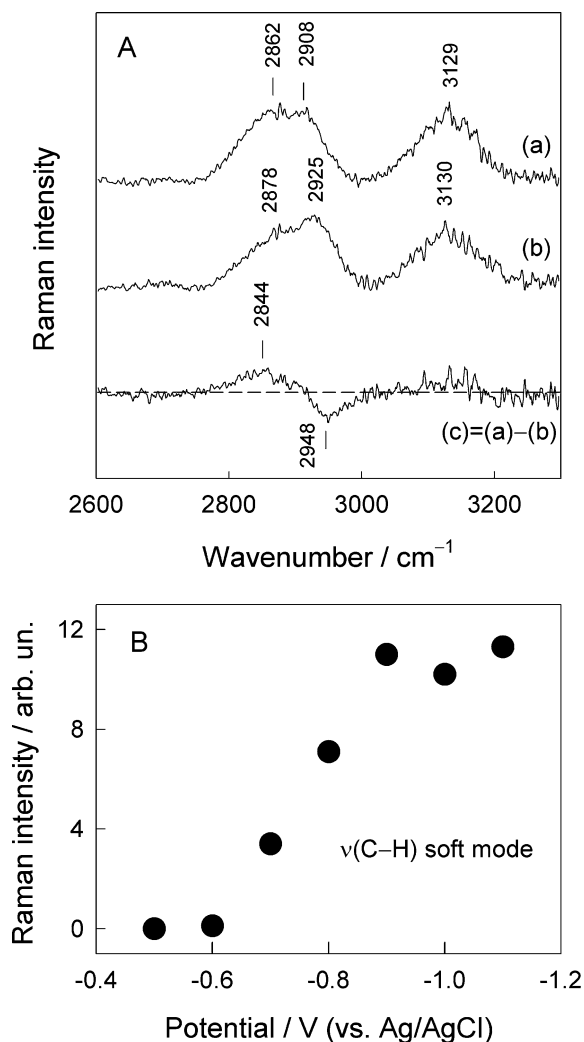 A
2862
2908
3129
(a)
2878
2925
3130
(b)
2844
2948
(c)=(a)−(b)
Raman intensity
2600
2800
3000
3200
Wavenumber / cm⁻¹
B
12
8
4
0
Raman intensity / arb. un.
ν(C−H) soft mode
-0.4
-0.6
-0.8
-1.0
-1.2
Potential / V (vs. Ag/AgCl)